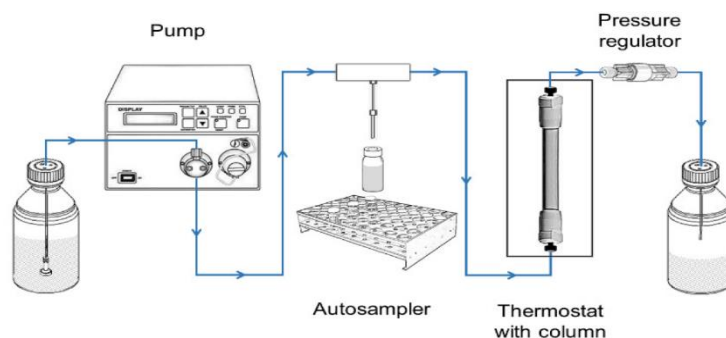 Pump
Pressure
regulator
DISPLAY
Autosampler
Thermostat
with column